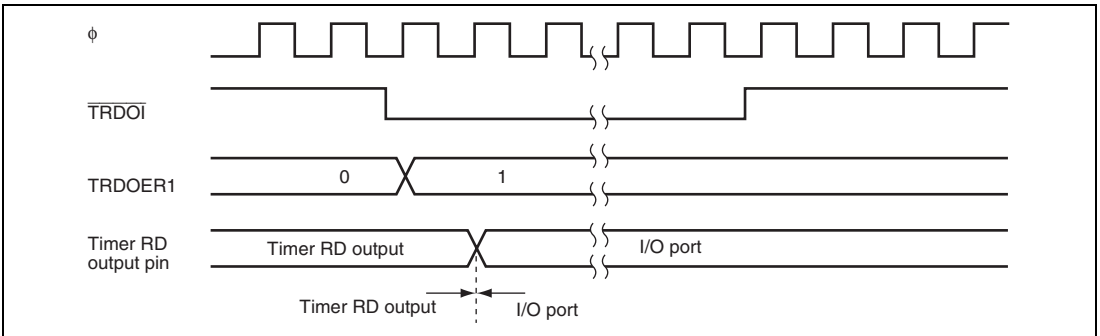 ϕ
TRDOI
TRDOER1 0 1
Timer RD
output pin
Timer RD output I/O port
Timer RD output I/O port